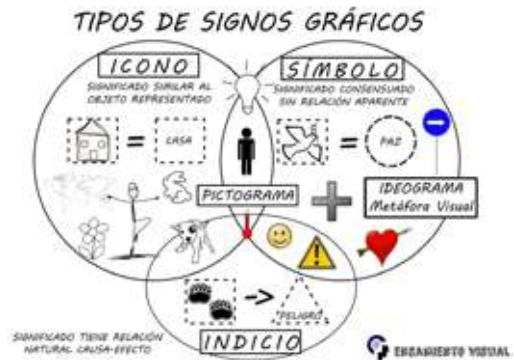 TIPOS DE SIGNOS GRÁFICOS
ICONO
SIGNIFICADO SIMILAR AL
OBJETO REPRESENTADO
SÍMBOLO
SIGNIFICADO CONSENSUADO
SIN RELACIÓN APARENTE
=
CASA
=
PAZ
PICTOGRAMA
IDEOGRAMA
Metáfora Visual
->
"PELIGRO"
SIGNIFICADO TIENE RELACIÓN
NATURAL CAUSA-EFECTO
INDICIO
VISUAL